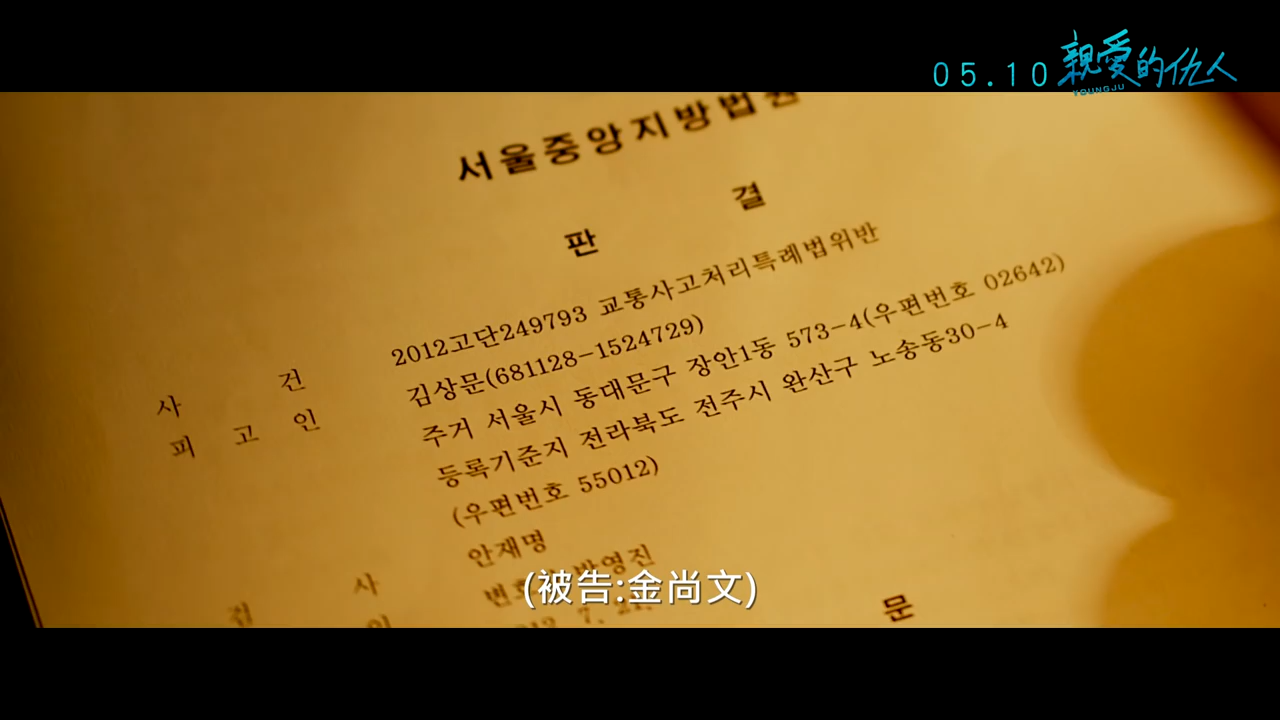 05.10 親愛的仇人
YOUNGJU
서울중앙지방법원
판 결
사 건 2012고단249793 교통사고처리특례법위반
피 고 인 김상문(681128-1524729)
주거 서울시 동대문구 장안1동 573-4(우편번호 02642)
등록기준지 전라북도 전주시 완산구 노송동30-4
(우편번호 55012)
검 사 안재명
박영진
문
(被告:金尚文)